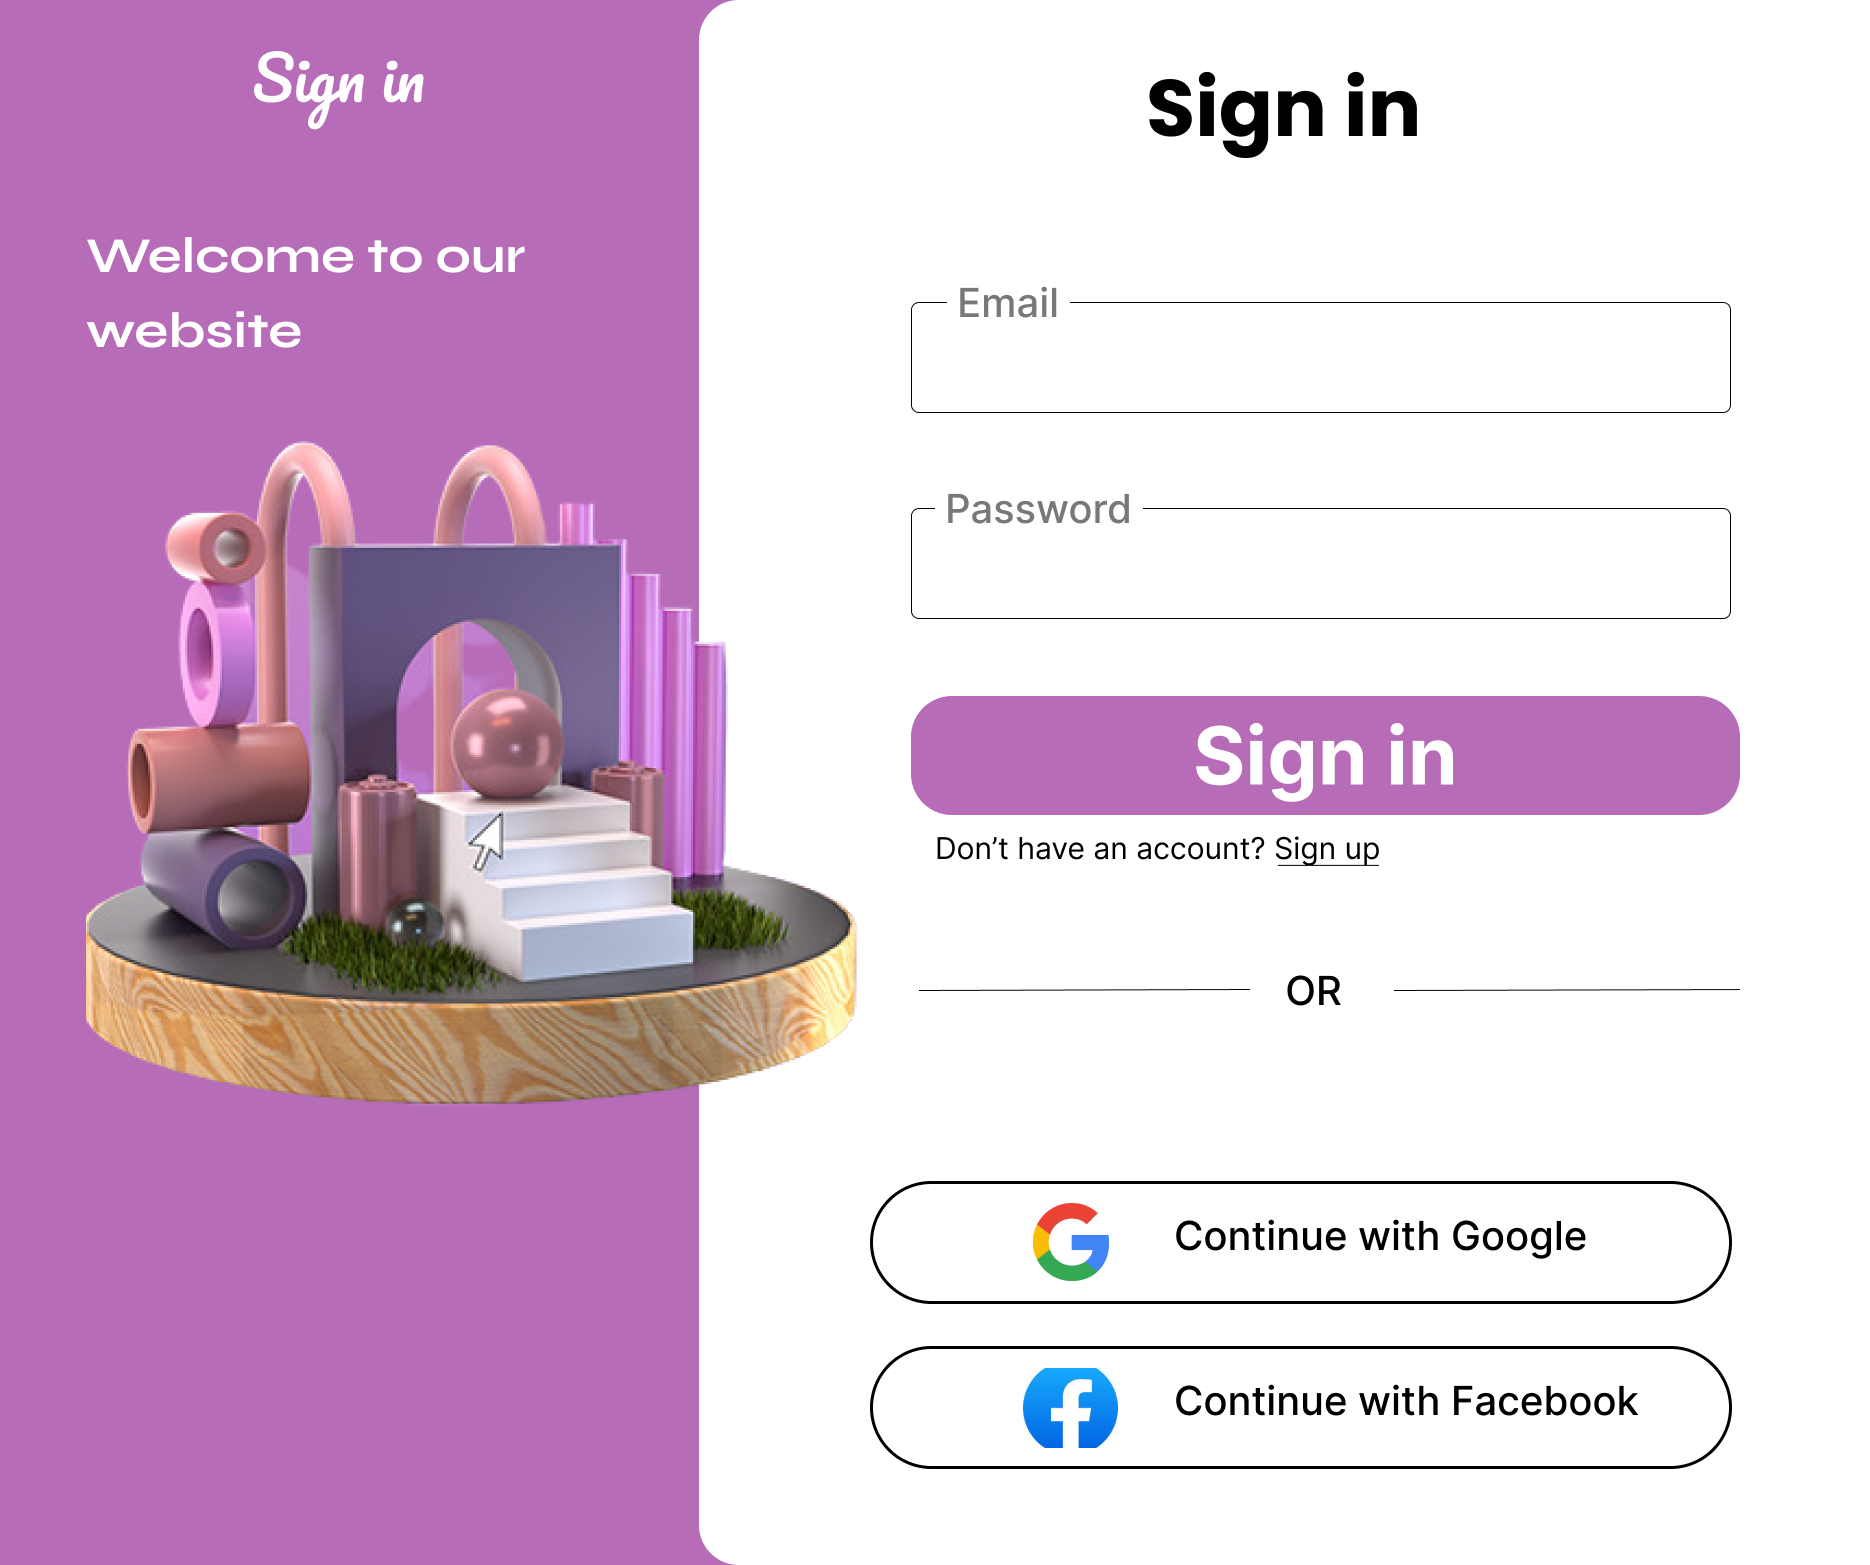 Sign in
Welcome to our
website
Sign in
Email
Password
Sign in
Don’t have an account? Sign up
OR
Continue with Google
Continue with Facebook